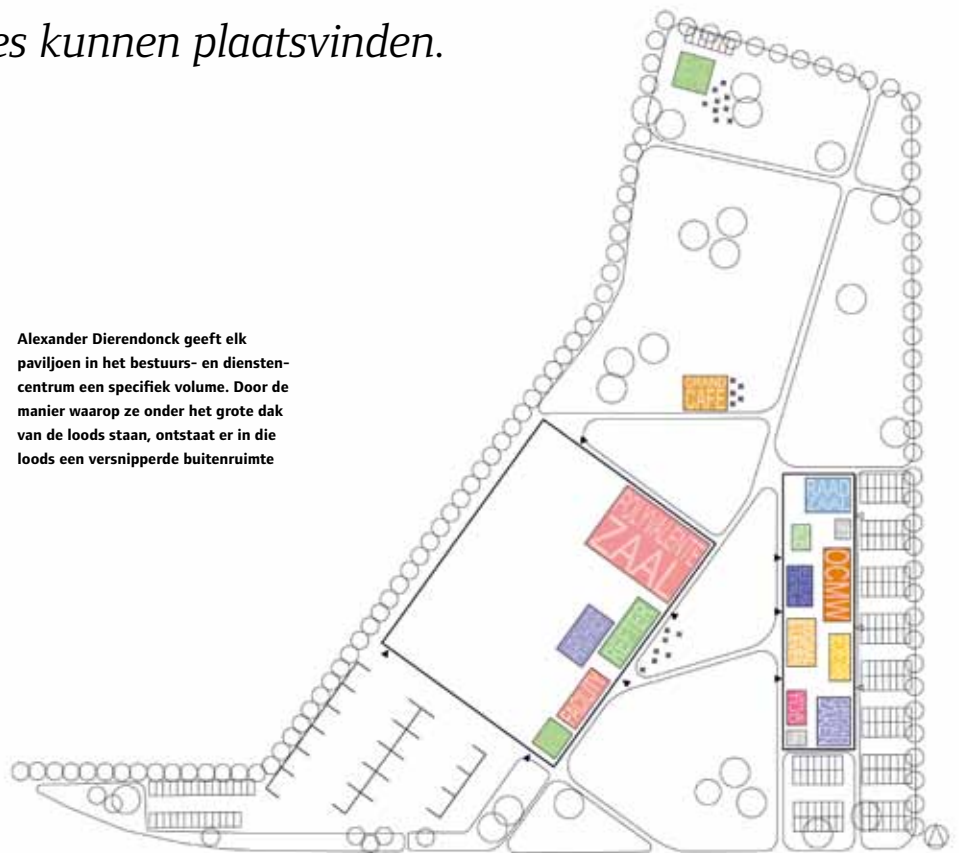 es kunnen plaatsvinden.
Alexander Dierendonck geeft elk
paviljoen in het bestuurs- en diensten-
centrum een specifiek volume. Door de
manier waarop ze onder het grote dak
van de loods staan, ontstaat er in die
loods een versnipperde buitenruimte
GRAND
CAFE
POLYVALENTE
ZAAL
RAAD
ZAAL
OCMW